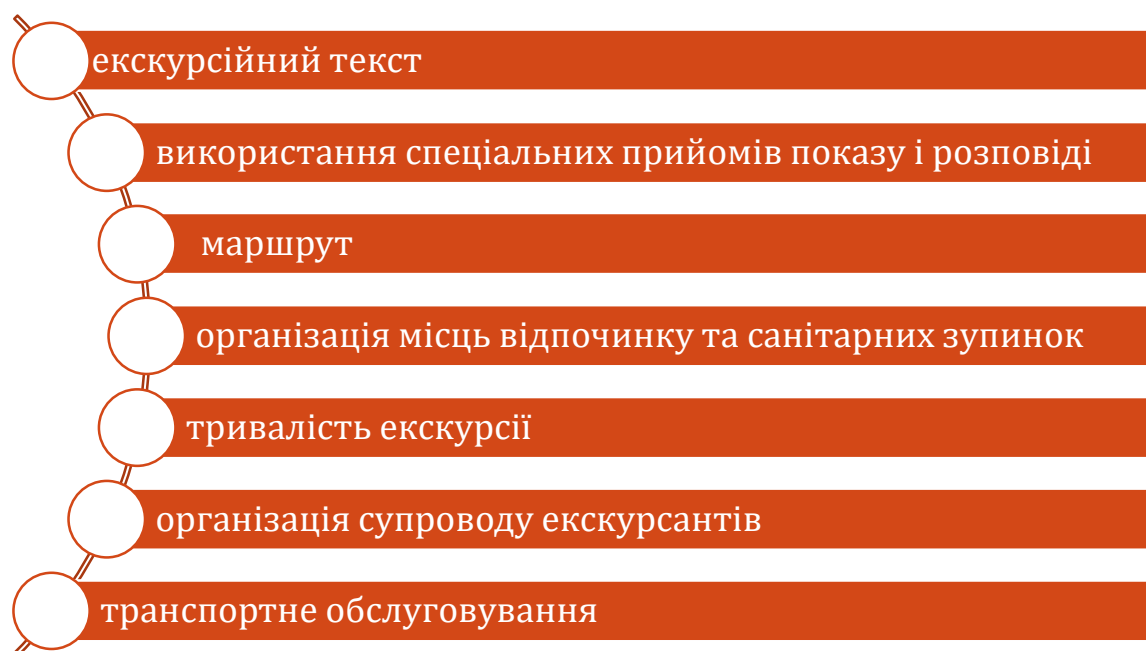 екскурсійний текст
використання спеціальних прийомів показу і розповіді
маршрут
організація місць відпочинку та санітарних зупинок
тривалість екскурсії
організація супроводу екскурсантів
транспортне обслуговування